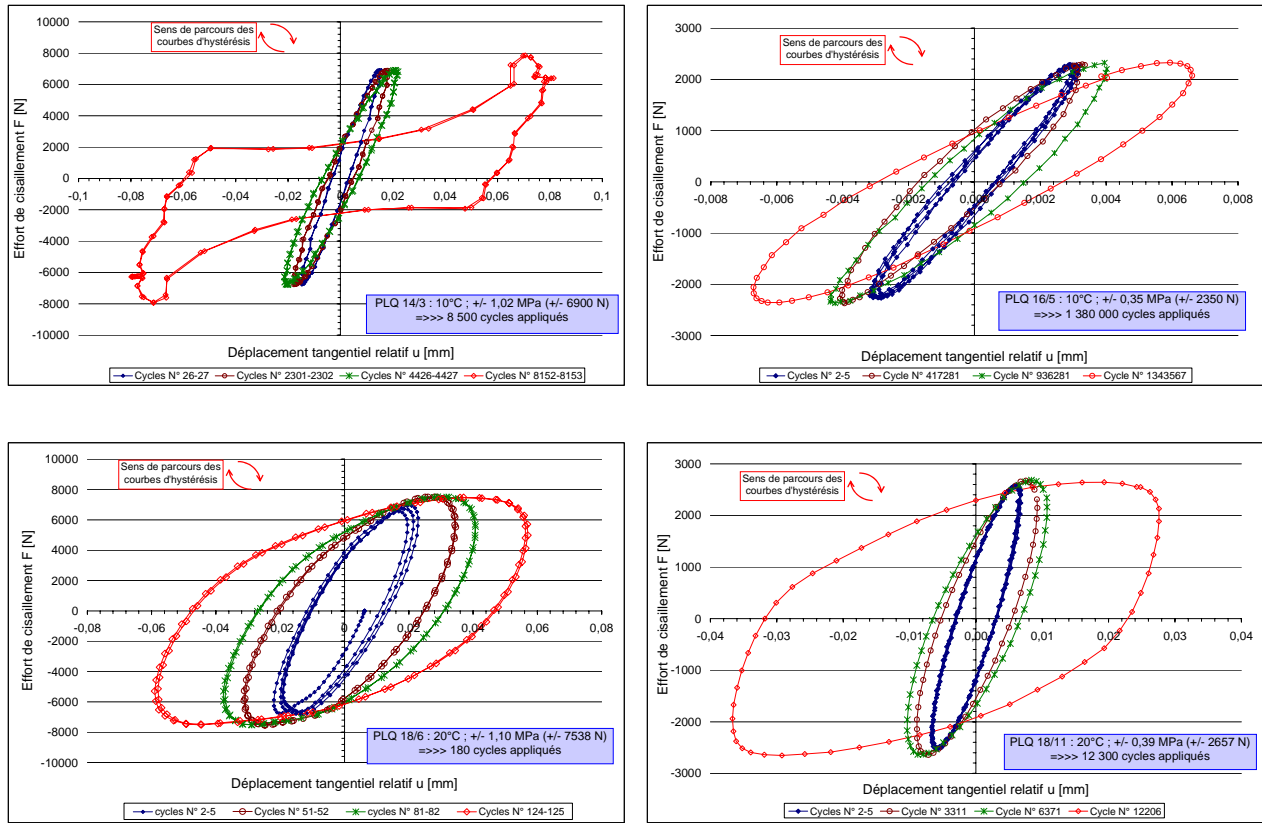 Sens de parcours des
courbes d'hystérésis
10000
8000
6000
4000
2000
0
-2000
-4000
-6000
-8000
-10000
-0,1
-0,08
-0,06
-0,04
-0,02
0
0,02
0,04
0,06
0,08
0,1
Effort de cisaillement F [N]
PLQ 14/3 : 10°C ; +/- 1,02 MPa (+/- 6900 N)
=>>> 8 500 cycles appliqués
Déplacement tangentiel relatif u [mm]
Cycles N° 26-27
Cycles N° 2301-2302
Cycles N° 4426-4427
Cycles N° 8152-8153
Sens de parcours des
courbes d'hystérésis
3000
2000
1000
0
-1000
-2000
-3000
-0,008
-0,006
-0,004
-0,002
0,000
0,002
0,004
0,006
0,008
Effort de cisaillement F [N]
PLQ 16/5 : 10°C ; +/- 0,35 MPa (+/- 2350 N)
=>>> 1 380 000 cycles appliqués
Déplacement tangentiel relatif u [mm]
Cycles N° 2-5
Cycle N° 417281
Cycle N° 936281
Cycle N° 1343567
Sens de parcours des
courbes d'hystérésis
10000
8000
6000
4000
2000
0
-2000
-4000
-6000
-8000
-10000
-0,08
-0,06
-0,04
-0,02
0
0,02
0,04
0,06
0,08
Effort de cisaillement F [N]
PLQ 18/6 : 20°C ; +/- 1,10 MPa (+/- 7538 N)
=>>> 180 cycles appliqués
Déplacement tangentiel relatif u [mm]
cycles N° 2-5
Cycles N° 51-52
cycles N° 81-82
Cycles N° 124-125
Sens de parcours des
courbes d'hystérésis
3000
2000
1000
0
-1000
-2000
-3000
-0,04
-0,03
-0,02
-0,01
0,00
0,01
0,02
0,03
0,04
Effort de cisaillement F [N]
PLQ 18/11 : 20°C ; +/- 0,39 MPa (+/- 2657 N)
=>>> 12 300 cycles appliqués
Déplacement tangentiel relatif u [mm]
Cycles N° 2-5
Cycle N° 3311
Cycle N° 6371
Cycle N° 12206